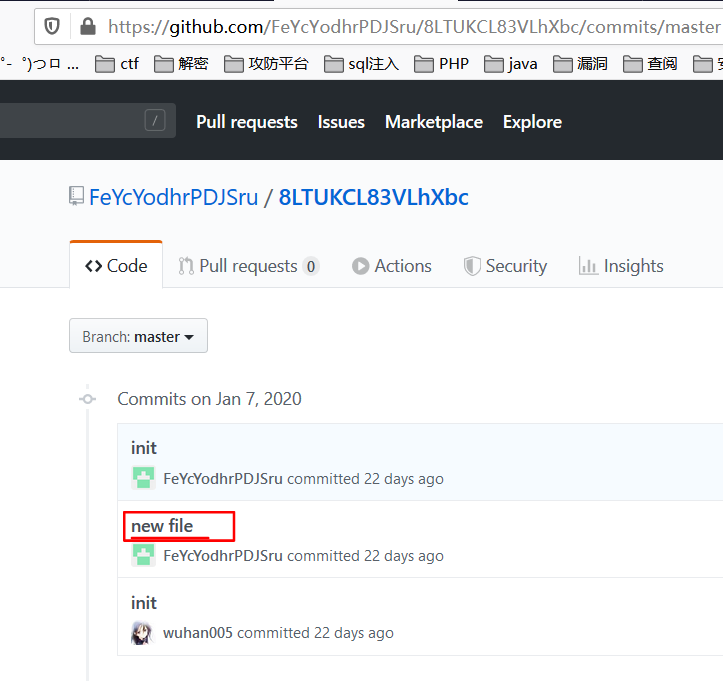 https://github.com/FeYcYodhrPDJSru/8LTUKCL83VLhXbc/commits/master
°- °)つロ ... ctf 解密 攻防平台 sql注入 PHP java 漏洞 查阅
/ Pull requests Issues Marketplace Explore
FeYcYodhrPDJSru / 8LTUKCL83VLhXbc
<> Code Pull requests 0 Actions Security Insights
Branch: master
Commits on Jan 7, 2020
init
FeYcYodhrPDJSru committed 22 days ago
new file
FeYcYodhrPDJSru committed 22 days ago
init
wuhan005 committed 22 days ago